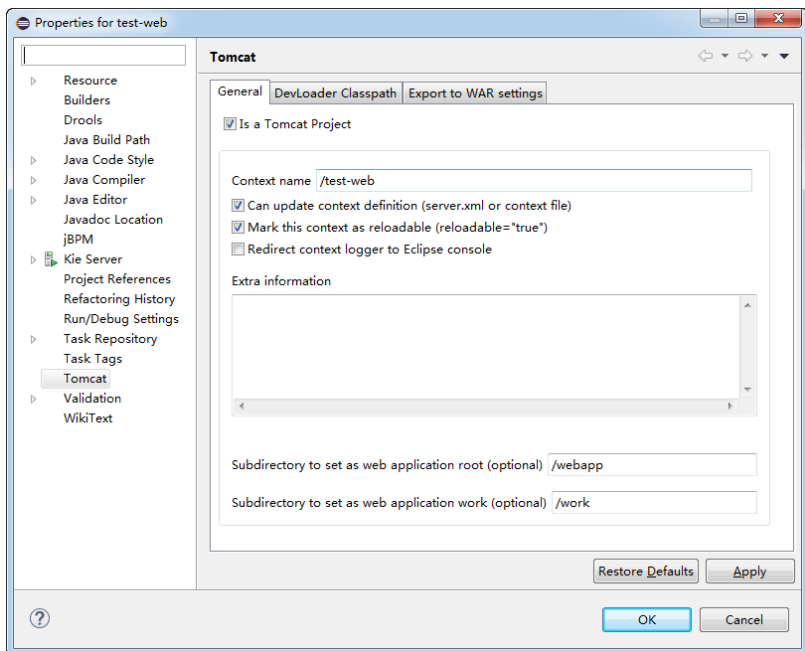 Properties for test-web
Resource
Builders
Drools
Java Build Path
Java Code Style
Java Compiler
Java Editor
Javadoc Location
jBPM
Kie Server
Project References
Refactoring History
Run/Debug Settings
Task Repository
Task Tags
Tomcat
Validation
WikiText
Tomcat
General DevLoader Classpath Export to WAR settings
Is a Tomcat Project
Context name /test-web
Can update context definition (server.xml or context file)
Mark this context as reloadable (reloadable="true")
Redirect context logger to Eclipse console
Extra information
Subdirectory to set as web application root (optional) /webapp
Subdirectory to set as web application work (optional) /work
Restore Defaults Apply
? OK Cancel